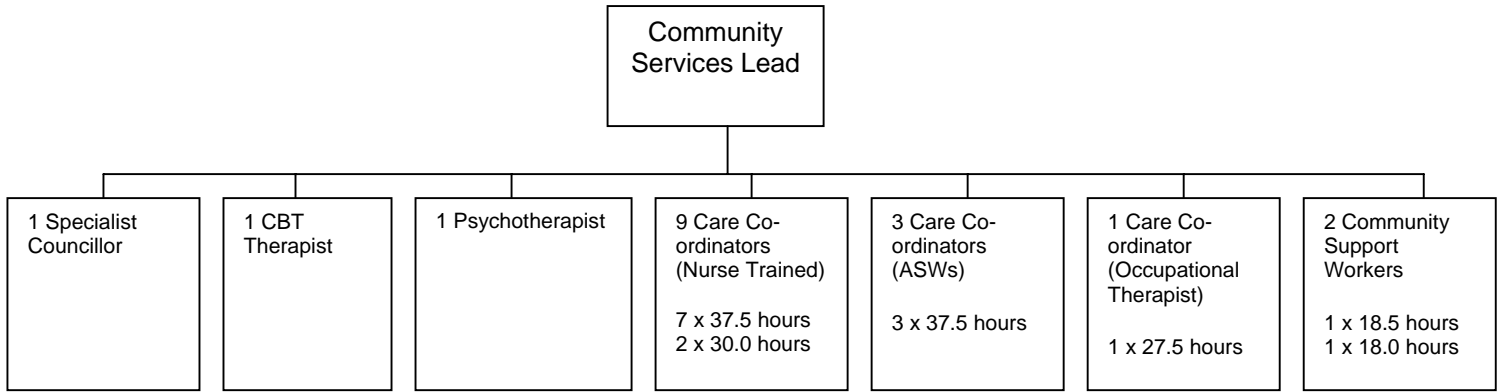 Community
Services Lead
1 Specialist
Councillor
1 CBT
Therapist
1 Psychotherapist
9 Care Co-
ordinators
(Nurse Trained)
7 x 37.5 hours
2 x 30.0 hours
3 Care Co-
ordinators
(ASWs)
3 x 37.5 hours
1 Care Co-
ordinator
(Occupational
Therapist)
1 x 27.5 hours
2 Community
Support
Workers
1 x 18.5 hours
1 x 18.0 hours